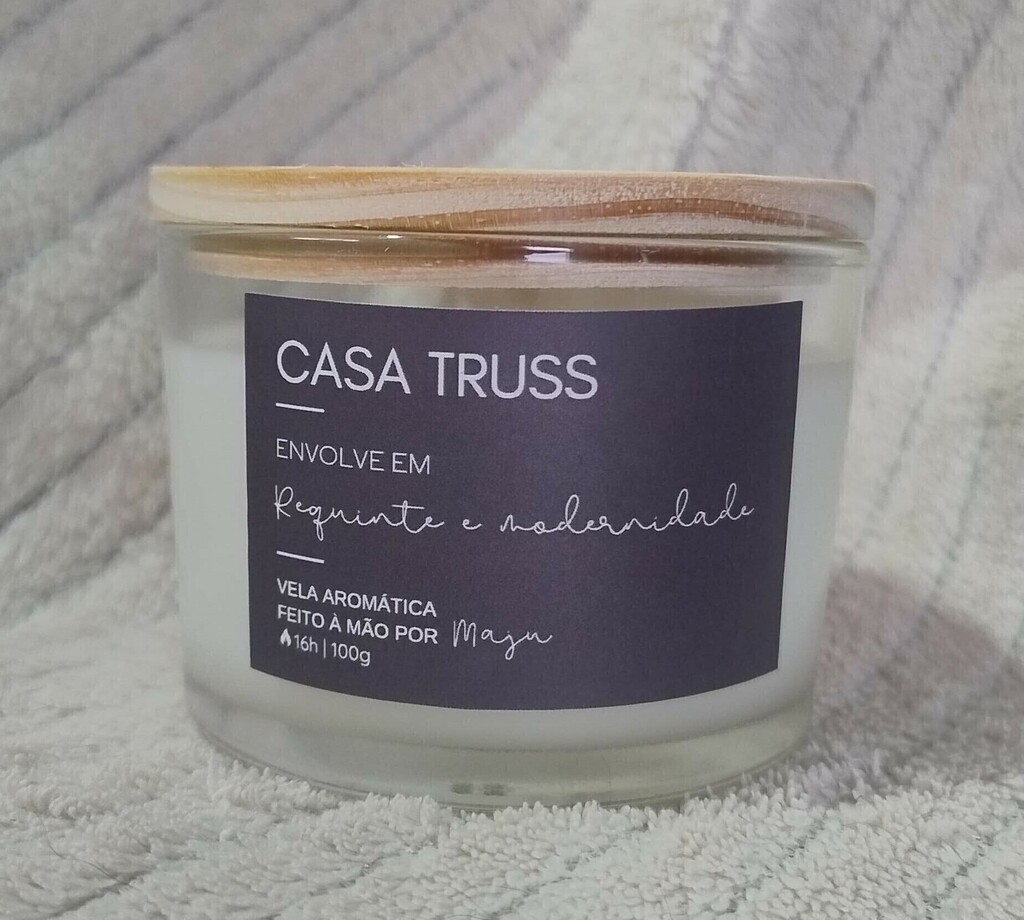 CASA TRUSS
ENVOLVE EM
Requinte e modernidade
VELA AROMÁTICA
FEITO À MÃO POR Maju
16h | 100g